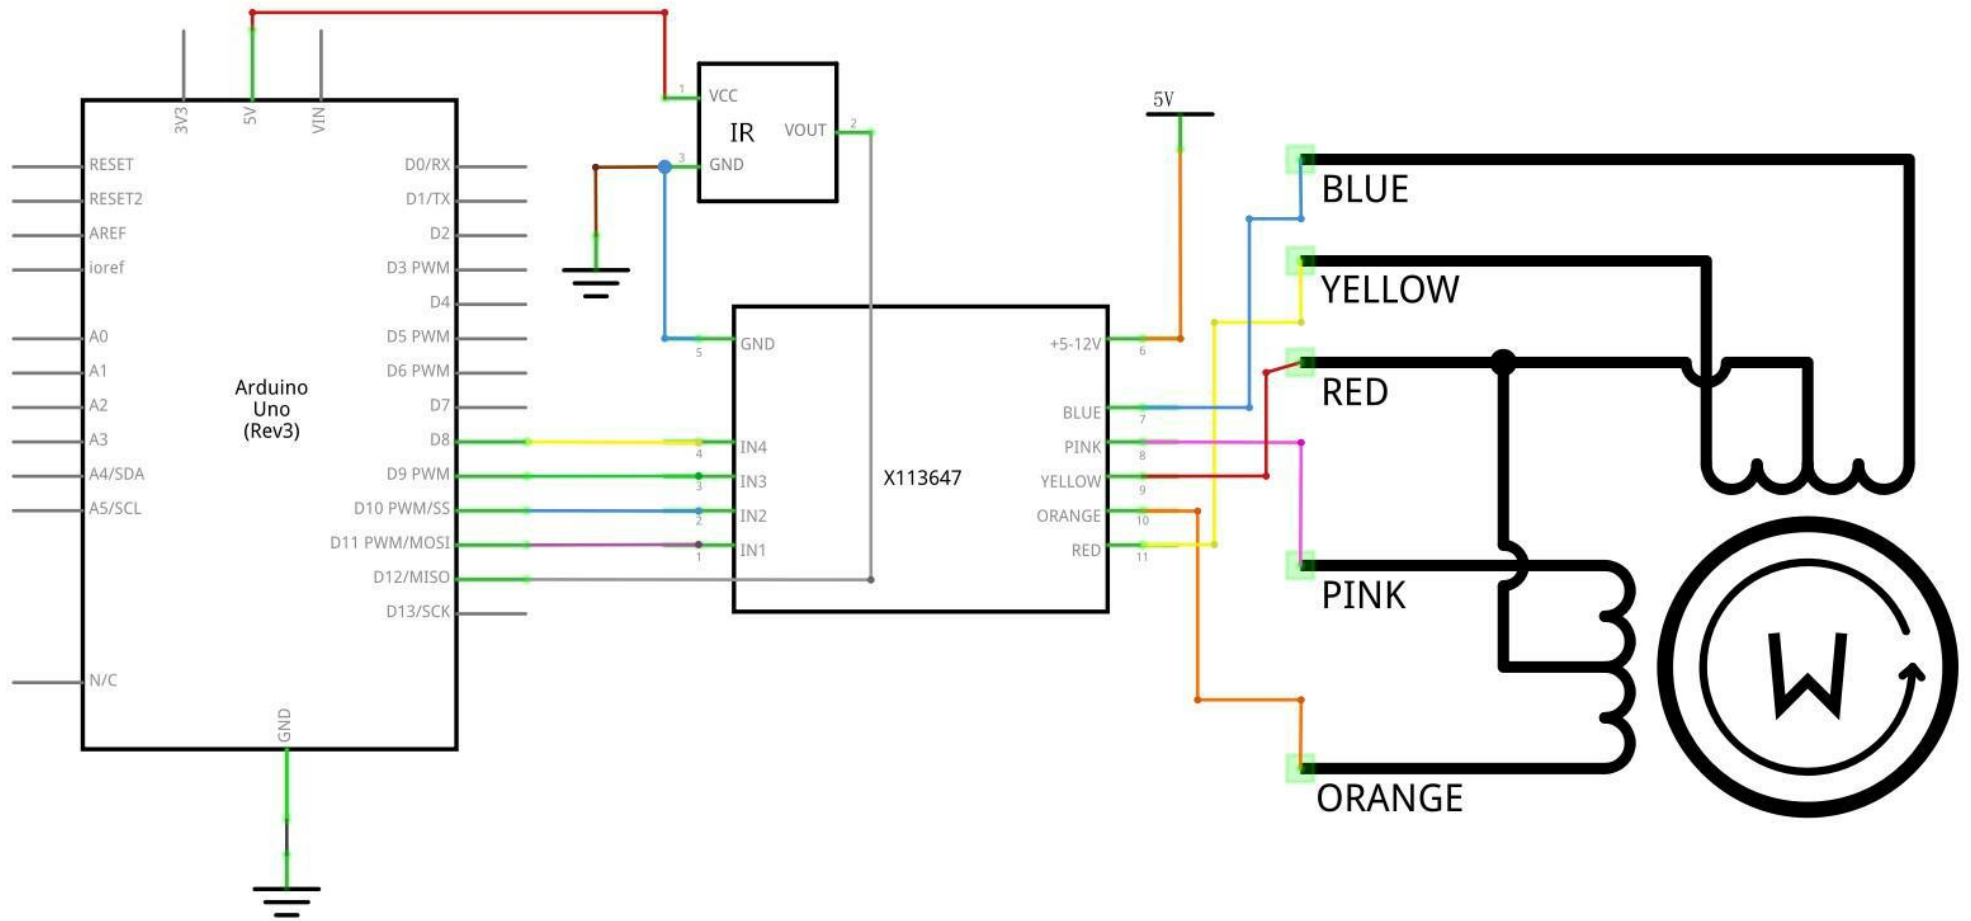 3V3
5V
VIN
RESET
RESET2
AREF
ioref
A0
A1
A2
A3
A4/SDA
A5/SCL
N/C
Arduino
Uno
(Rev3)
D0/RX
D1/TX
D2
D3 PWM
D4
D5 PWM
D6 PWM
D7
D8
D9 PWM
D10 PWM/SS
D11 PWM/MOSI
D12/MISO
D13/SCK
GND
1
VCC
IR
VOUT
2
3
GND
5
GND
4
IN4
3
IN3
2
IN2
1
IN1
X113647
+5-12V
6
BLUE
7
PINK
8
YELLOW
9
ORANGE
10
RED
11
5V
BLUE
YELLOW
RED
PINK
ORANGE